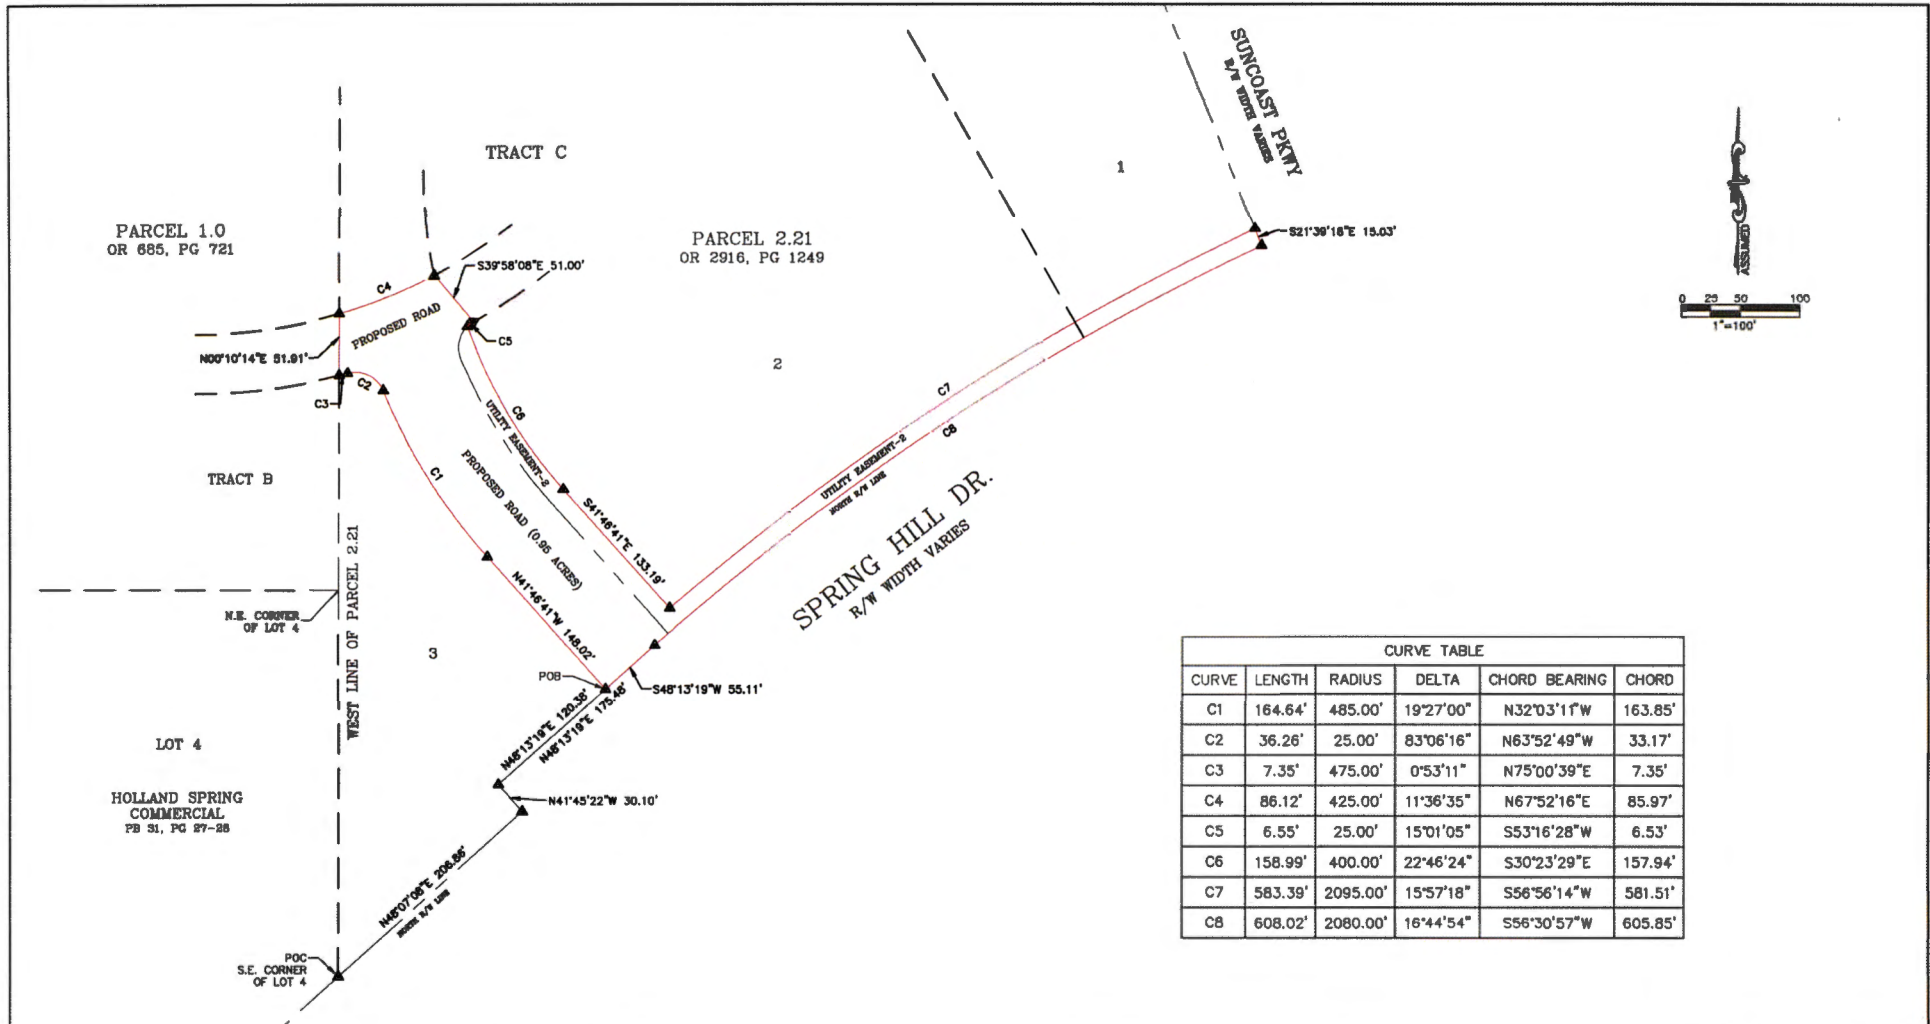 SUNCOAST PKWY
R/W WIDTH VARIES
TRACT C
1
PARCEL 1.0
OR 685, PG 721
PARCEL 2.21
OR 2916, PG 1249
S21°39'18"E 15.03'
ASSUMED
0 25 50 100
1"=100'
S39°58'08"E 51.00'
C4
PROPOSED ROAD
C5
N00°10'14"E 51.91'
C2
C3
2
C7
C8
C6
UTILITY EASEMENT-2
C1
TRACT B
PROPOSED ROAD (0.95 ACRES)
S41°46'41"E 133.19'
UTILITY EASEMENT-2
NORTH R/W LINE
SPRING HILL DR.
R/W WIDTH VARIES
WEST LINE OF PARCEL 2.21
N.E. CORNER
OF LOT 4
N41°46'41"W 148.02'
3
POB
S48°13'19"W 55.11'
N48°13'19"E 120.38'
N48°13'19"E 175.48'
LOT 4
HOLLAND SPRING
COMMERCIAL
PB 31, PG 27-28
N41°45'22"W 30.10'
N48°07'08"E 206.86'
NORTH R/W LINE
POC
S.E. CORNER
OF LOT 4
CURVE TABLE
CURVE LENGTH RADIUS DELTA CHORD BEARING CHORD
C1 164.64' 485.00' 19°27'00" N32°03'11"W 163.85'
C2 36.26' 25.00' 83°06'16" N63°52'49"W 33.17'
C3 7.35' 475.00' 0°53'11" N75°00'39"E 7.35'
C4 86.12' 425.00' 11°36'35" N67°52'16"E 85.97'
C5 6.55' 25.00' 15°01'05" S53°16'28"W 6.53'
C6 158.99' 400.00' 22°46'24" S30°23'29"E 157.94'
C7 583.39' 2095.00' 15°57'18" S56°56'14"W 581.51'
C8 608.02' 2080.00' 16°44'54" S56°30'57"W 605.85'